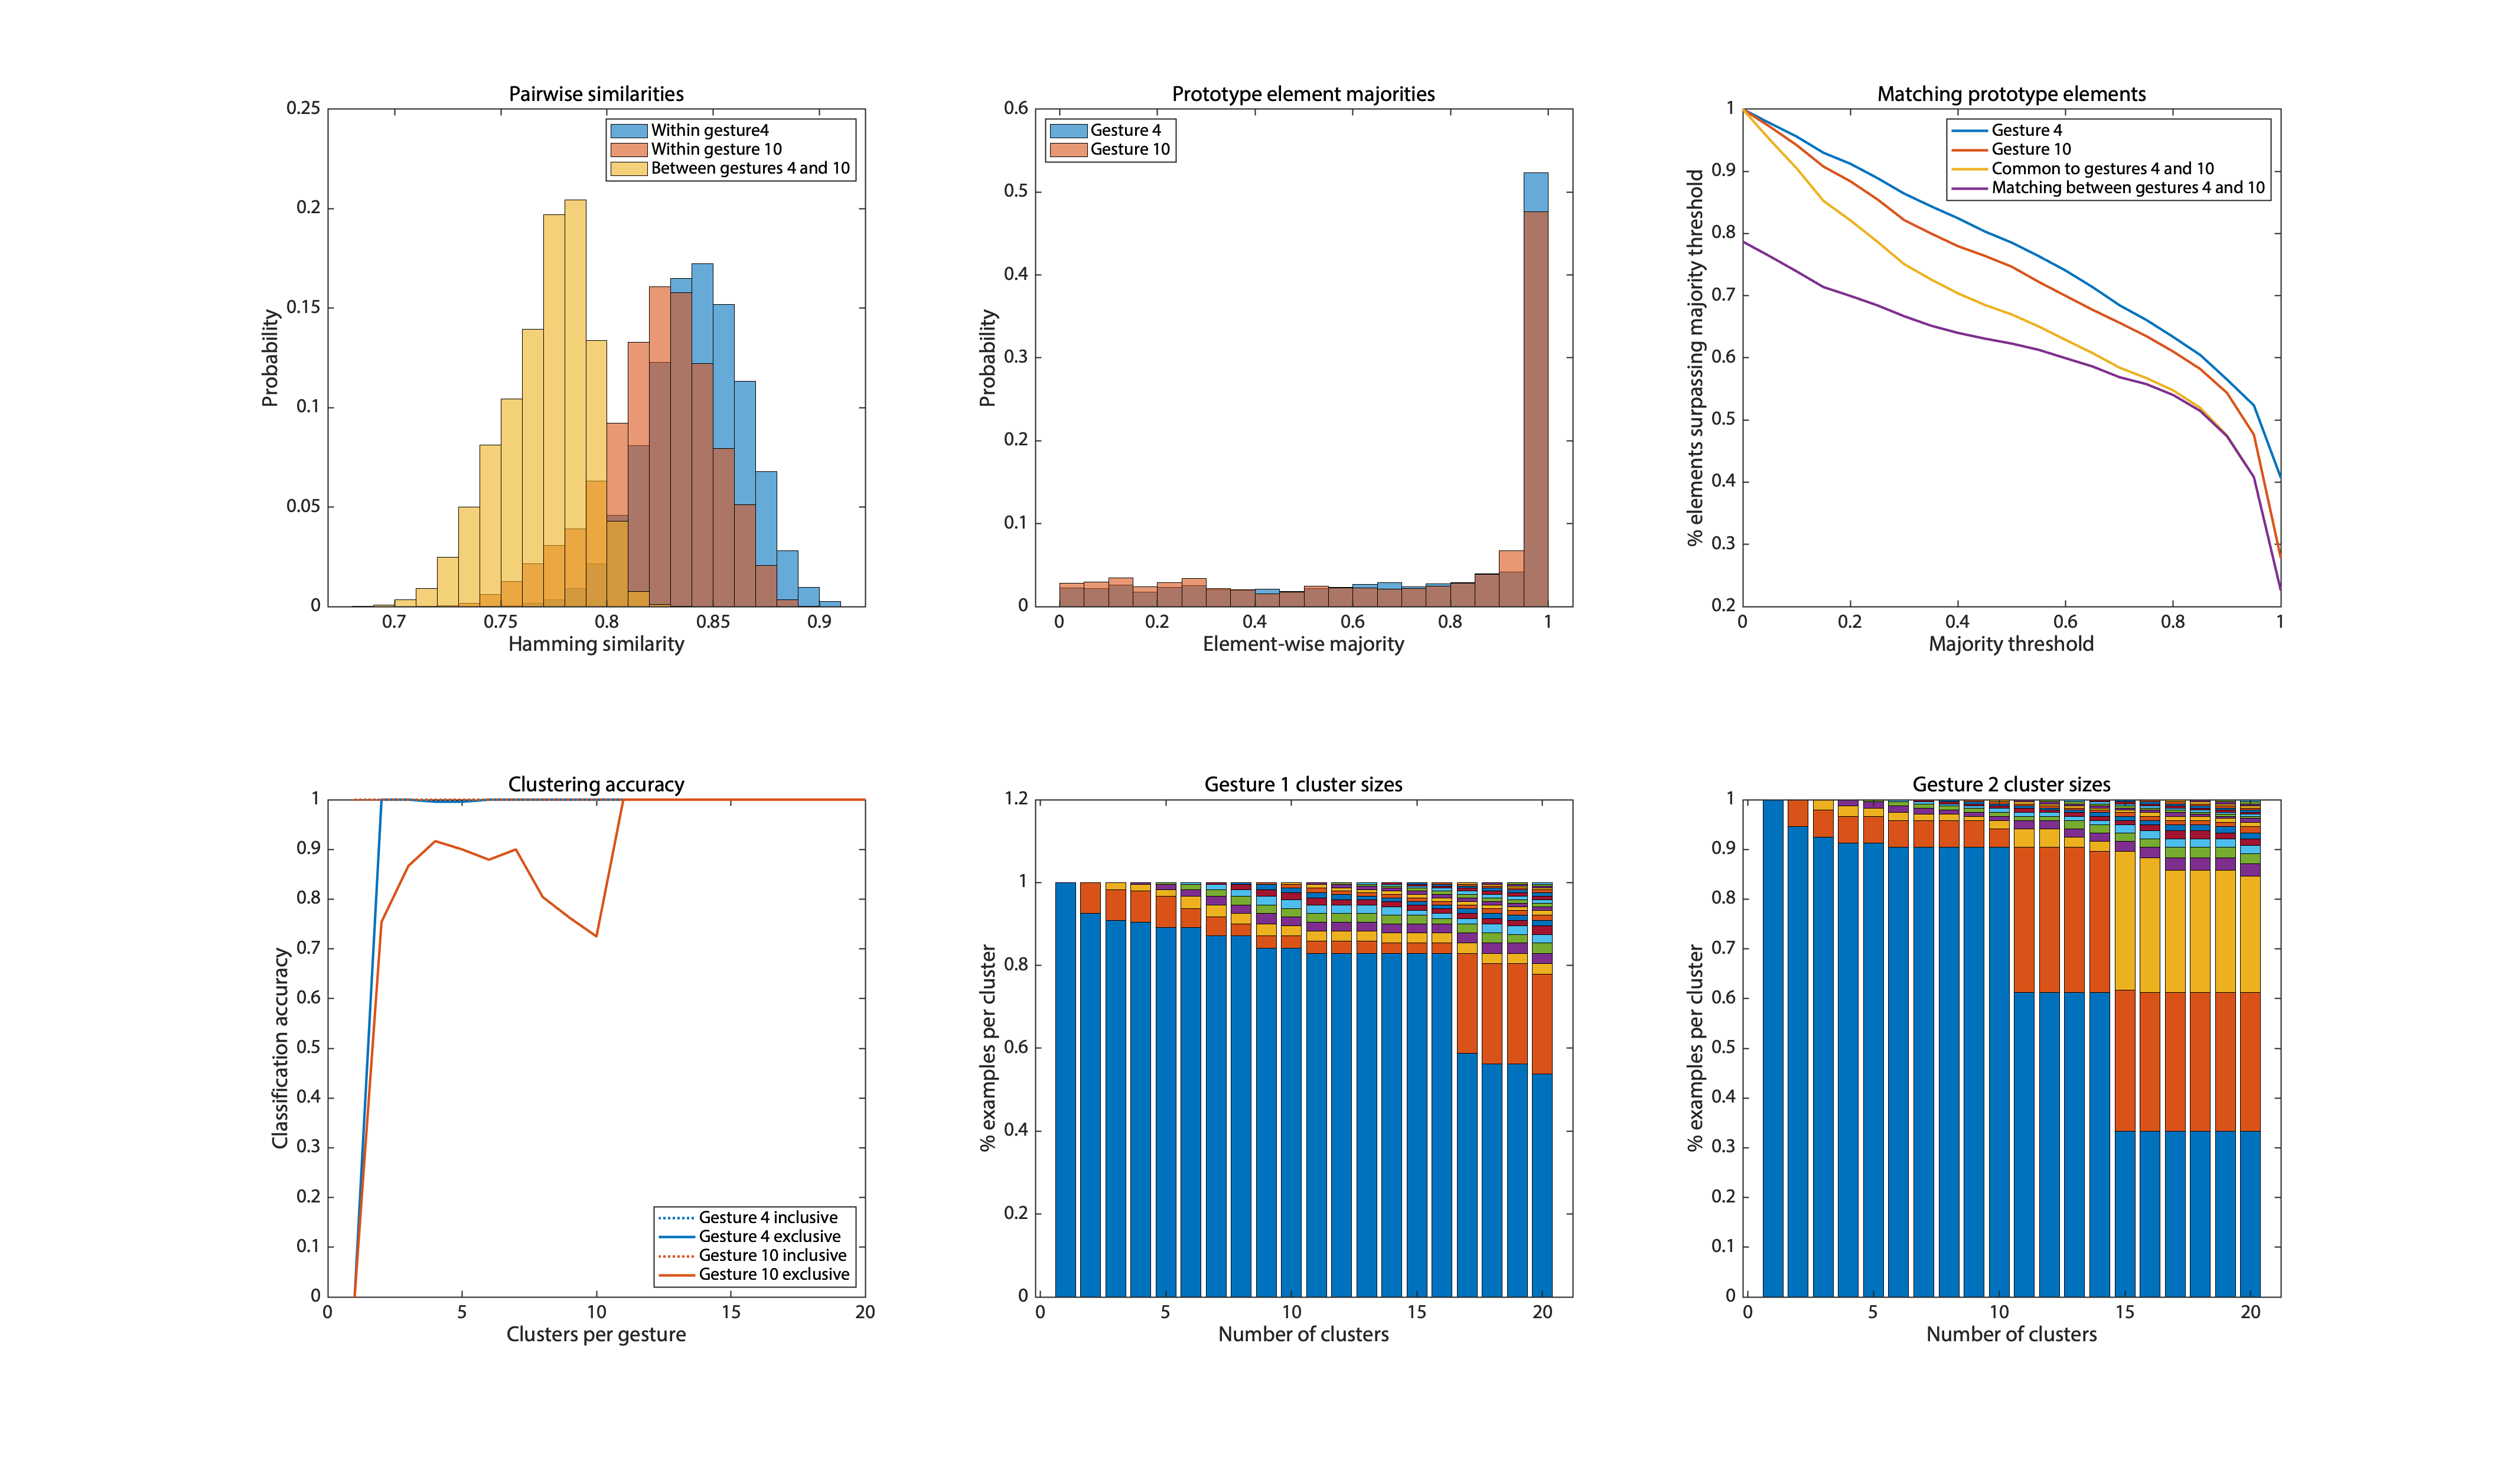 Pairwise similarities
0.25
0.2
0.15
0.1
0.05
0
0.7 0.75 0.8 0.85 0.9
Probability
Hamming similarity
Within gesture4
Within gesture 10
Between gestures 4 and 10
Prototype element majorities
0.6
0.5
0.4
0.3
0.2
0.1
0
0 0.2 0.4 0.6 0.8 1
Probability
Element-wise majority
Gesture 4
Gesture 10
Matching prototype elements
1
0.9
0.8
0.7
0.6
0.5
0.4
0.3
0.2
0 0.2 0.4 0.6 0.8 1
% elements surpassing majority threshold
Majority threshold
Gesture 4
Gesture 10
Common to gestures 4 and 10
Matching between gestures 4 and 10
Clustering accuracy
1
0.9
0.8
0.7
0.6
0.5
0.4
0.3
0.2
0.1
0
0 5 10 15 20
Classification accuracy
Clusters per gesture
Gesture 4 inclusive
Gesture 4 exclusive
Gesture 10 inclusive
Gesture 10 exclusive
Gesture 1 cluster sizes
1.2
1
0.8
0.6
0.4
0.2
0
0 5 10 15 20
% examples per cluster
Number of clusters
Gesture 2 cluster sizes
1
0.9
0.8
0.7
0.6
0.5
0.4
0.3
0.2
0.1
0
0 5 10 15 20
% examples per cluster
Number of clusters